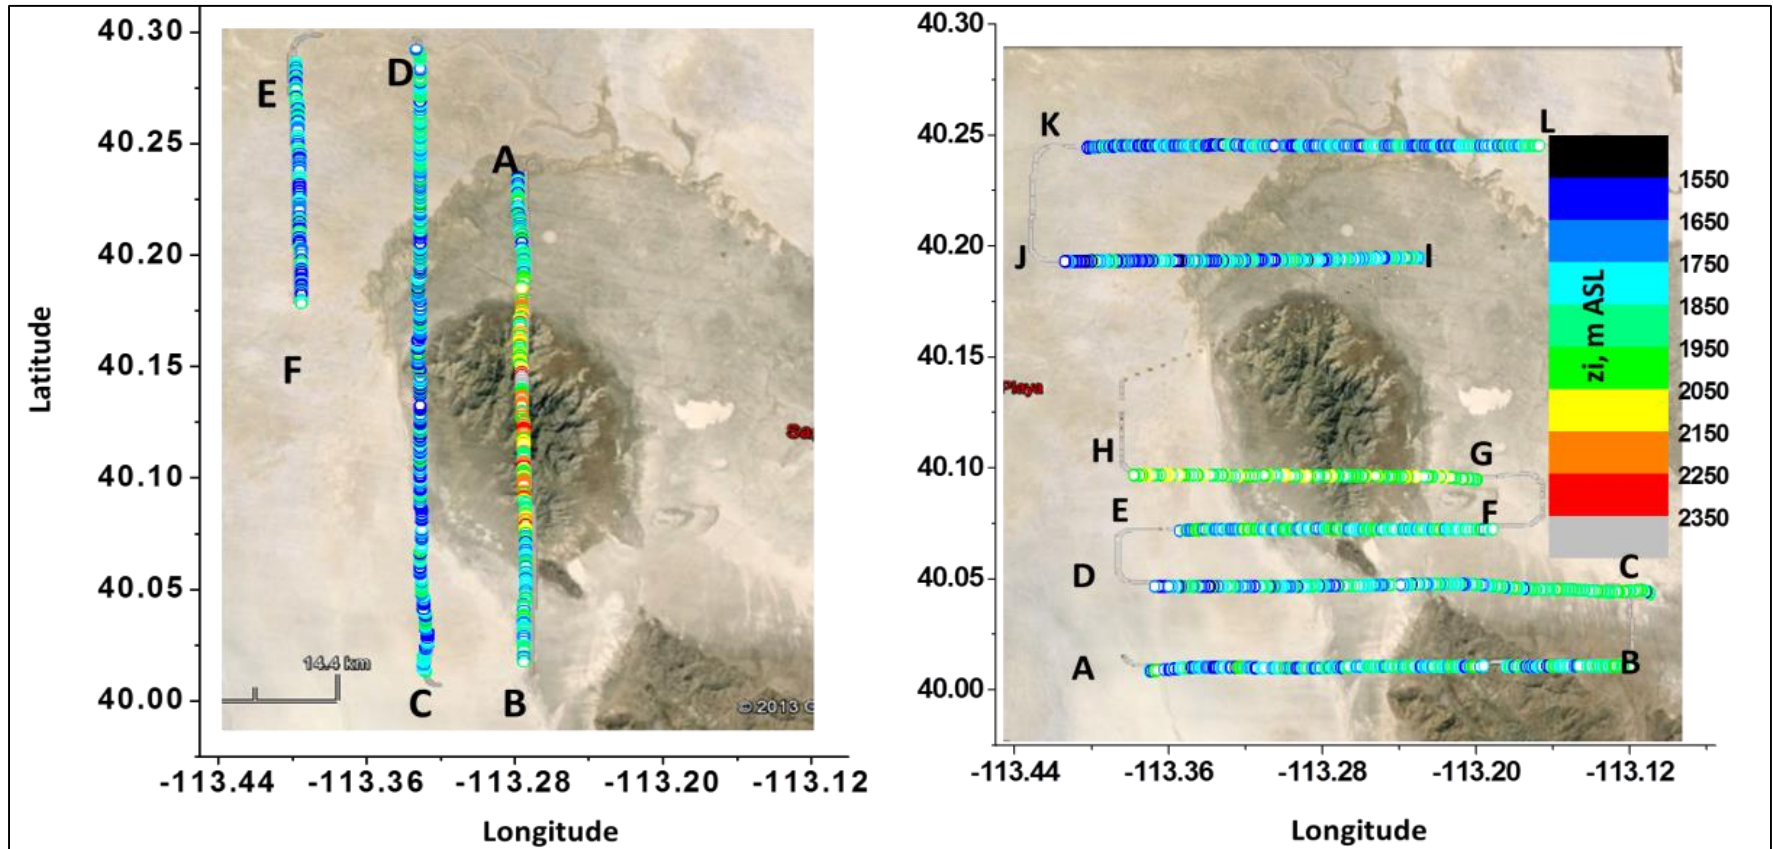 40.30
40.25
40.20
40.15
40.10
40.05
40.00
Latitude
E
D
A
F
C
B
14.4 km
© 2013
-113.44
-113.36
-113.28
-113.20
-113.12
Longitude
40.30
40.25
40.20
40.15
40.10
40.05
40.00
K
L
J
I
Playa
H
G
E
F
D
C
A
B
1550
1650
1750
1850
1950
2050
2150
2250
2350
zi, m ASL
-113.44
-113.36
-113.28
-113.20
-113.12
Longitude